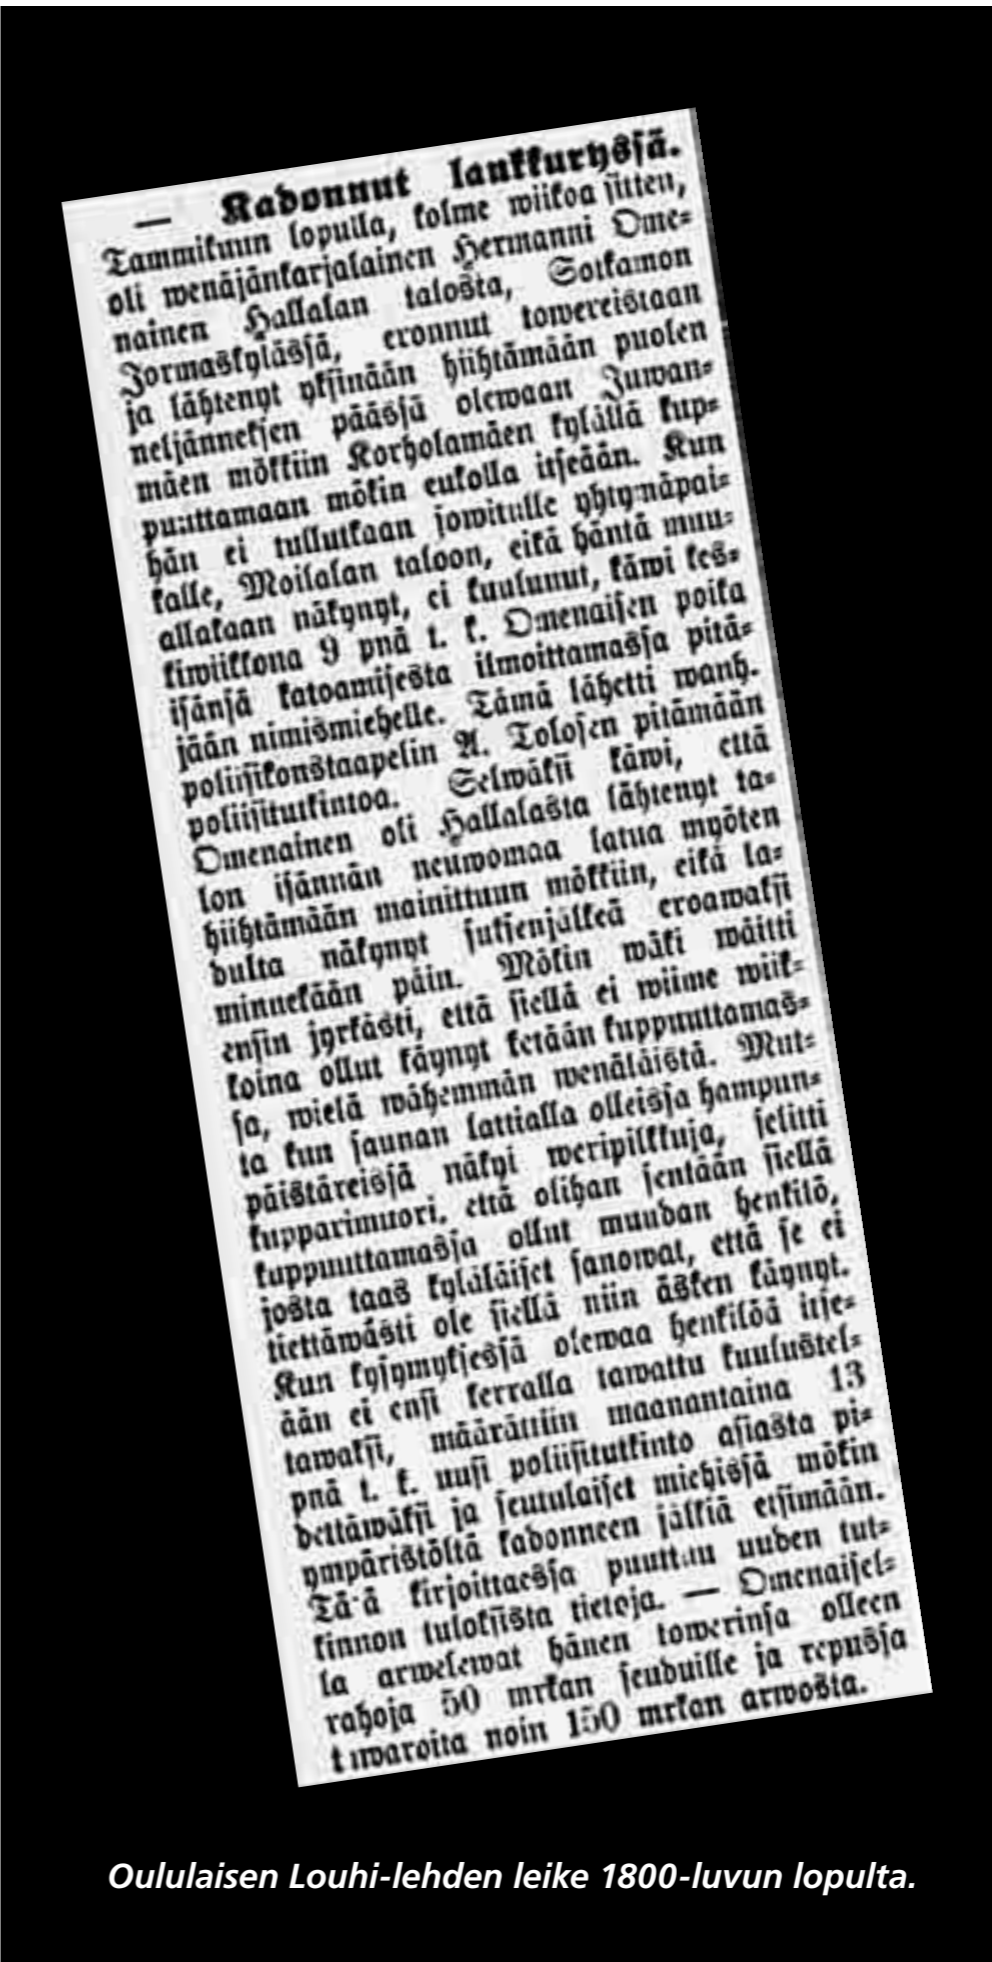 — Kadonnut laukkuryssä.
Tammikuun lopulla, kolme wiikoa sitten,
oli wenäjänkarjalainen Hermanni Ome-
nainen Hallalan talosta, Sotkamon
Jormaskylässä, eronnut towereistaan
ja lähtenyt yksinään hiihtämään puolen
neljänneksen päässä olewaan Juwan-
mäen mökkiin Korholamäen kylällä kup-
puuttamaan mökin eukolla itseään. Kun
hän ei tullutkaan sowitulle yhtymäpai-
kalle, Moilalan taloon, eikä häntä muu-
allakaan näkynyt, ei kuulunut, käwi kes-
kiwiikkona 9 pnä t. k. Omenaisen poika
isänsä katoamisesta ilmoittamassa pitä-
jään nimismiehelle. Tämä lähetti wanh.
poliisikonstaapelin A. Tolosen pitämään
poliisitutkintoa. Selwäksi käwi, että
Omenainen oli Hallalasta lähtenyt ta-
lon isännän neuwomaa latua myöten
hiihtämään mainittuun mökkiin, eikä la-
dulta näkynyt suksenjälkeä eroawaksi
minnekään päin. Mökin wäki wäitti
ensin jyrkästi, että siellä ei wiime wiik-
koina ollut käynyt ketään kuppuuttamas-
sa, wielä wähemmän wenäläistä. Mut-
ta kun saunan lattialla olleissa hampun-
päistäreissä näkyi weripilkkuja, selitti
kupparimuori, että olihan sentään siellä
kuppuuttamassa ollut muudan henkilö,
josta taas kyläläiset sanowat, että se ei
tiettäwästi ole siellä niin äsken käynyt.
Kun kysymyksessä olewaa henkilöä itse-
ään ei ensi kerralla tawattu kuulustel-
tawaksi, määrättiin maanantaina 13
pnä t. k. uusi poliisitutkinto asiasta pi-
dettäwäksi ja seutulaiset miehissä mökin
ympäristöltä kadonneen jälkiä etsimään.
Tätä kirjoittaessa puuttuu uuden tut-
kinnon tuloksista tietoja. — Omenaisel-
la arwelewat hänen towerinsa olleen
rahoja 50 mrkan seuduille ja repussa
tawaroita noin 150 mrkan arwosta.
Oululaisen Louhi-lehden leike 1800-luvun lopulta.